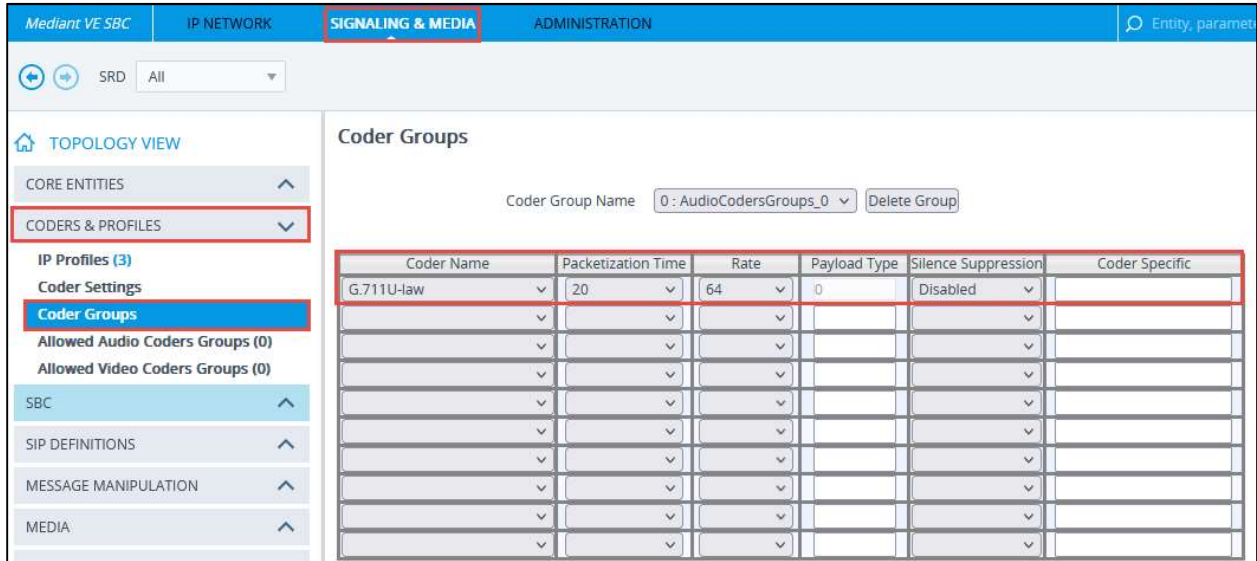 Mediant VE SBC IP NETWORK SIGNALING & MEDIA ADMINISTRATION Entity, paramet
SRD All
TOPOLOGY VIEW
CORE ENTITIES
CODERS & PROFILES
IP Profiles (3)
Coder Settings
Coder Groups
Allowed Audio Coders Groups (0)
Allowed Video Coders Groups (0)
SBC
SIP DEFINITIONS
MESSAGE MANIPULATION
MEDIA
Coder Groups
Coder Group Name 0 : AudioCodersGroups_0 Delete Group
Coder Name Packetization Time Rate Payload Type Silence Suppression Coder Specific
G.711U-law 20 64 0 Disabled